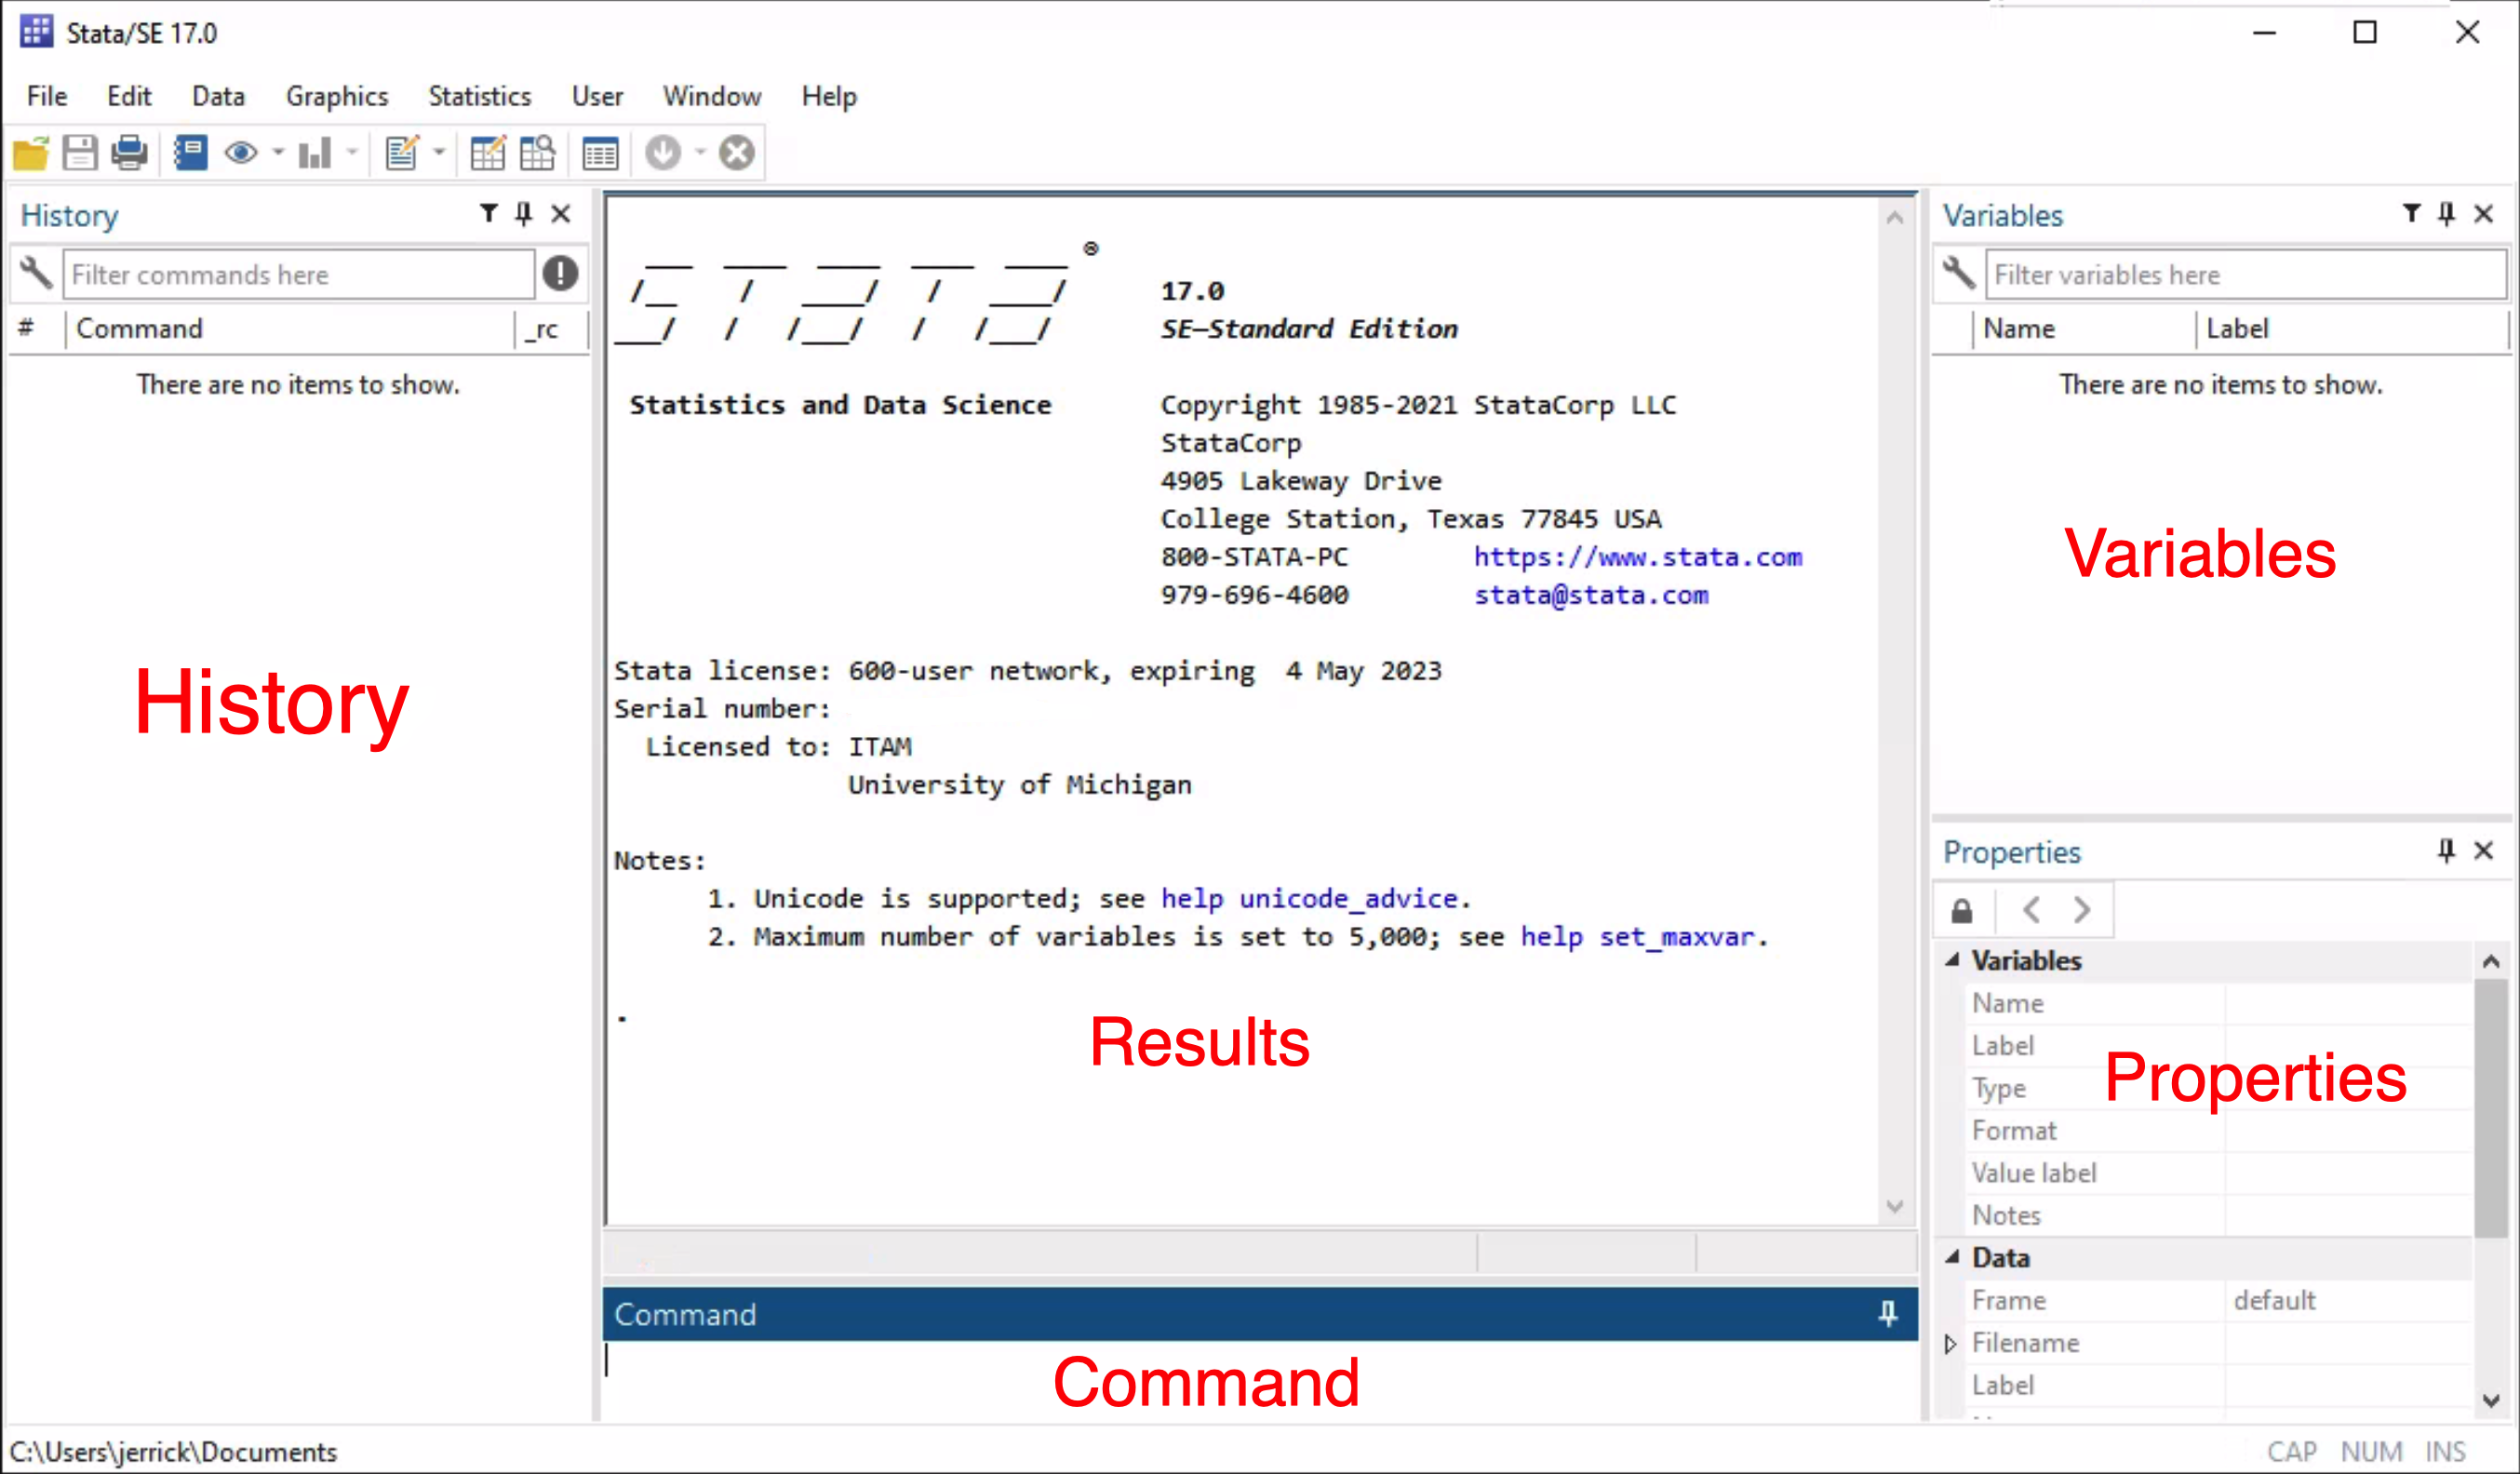 Stata/SE 17.0
File Edit Data Graphics Statistics User Window Help
History
Filter commands here
# Command _rc
There are no items to show.
History
STATA ®
17.0
SE—Standard Edition
Statistics and Data Science Copyright 1985-2021 StataCorp LLC
StataCorp
4905 Lakeway Drive
College Station, Texas 77845 USA
800-STATA-PC https://www.stata.com
979-696-4600 stata@stata.com
Stata license: 600-user network, expiring 4 May 2023
Serial number:
Licensed to: ITAM
University of Michigan
Notes:
1. Unicode is supported; see help unicode_advice.
2. Maximum number of variables is set to 5,000; see help set_maxvar.
.
Results
Command
Command
Variables
Filter variables here
Name Label
There are no items to show.
Variables
Properties
Variables
Name
Label
Type
Format
Value label
Notes
Properties
Data
Frame default
Filename
Label
C:\Users\jerrick\Documents
CAP NUM INS